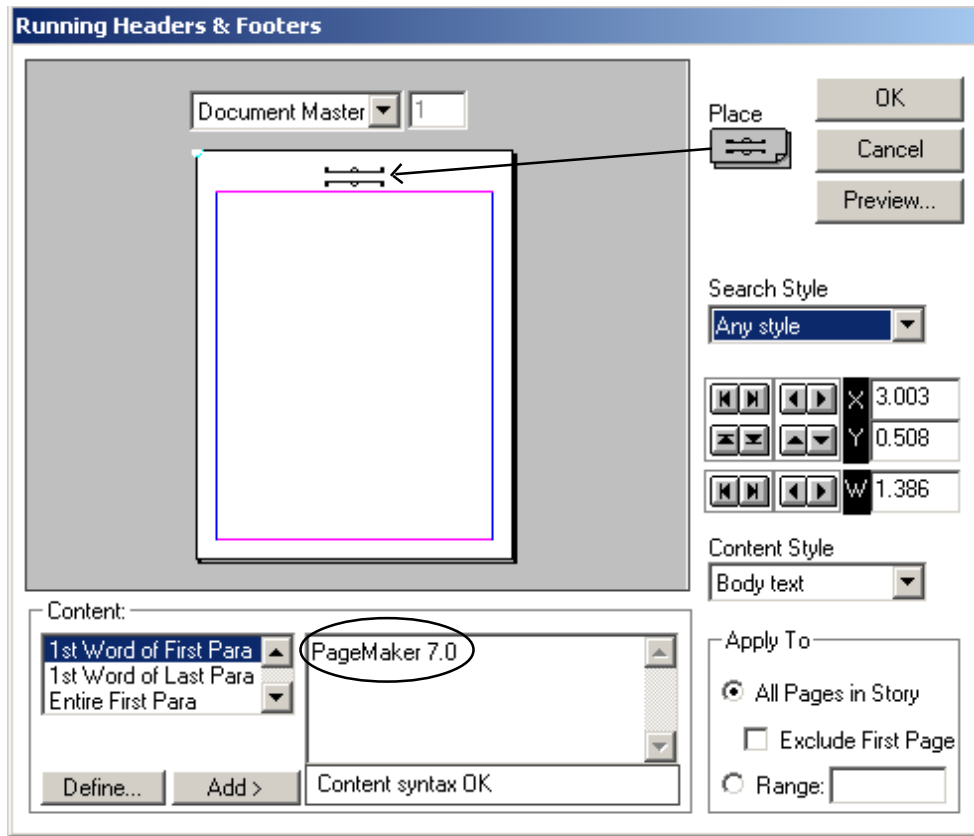 Running Headers & Footers
Document Master 1
Place
OK
Cancel
Preview...
Search Style
Any style
X 3.003
Y 0.508
W 1.386
Content Style
Body text
Content:
1st Word of First Para
1st Word of Last Para
Entire First Para
PageMaker 7.0
Define...
Add >
Content syntax OK
Apply To
All Pages in Story
Exclude First Page
Range: